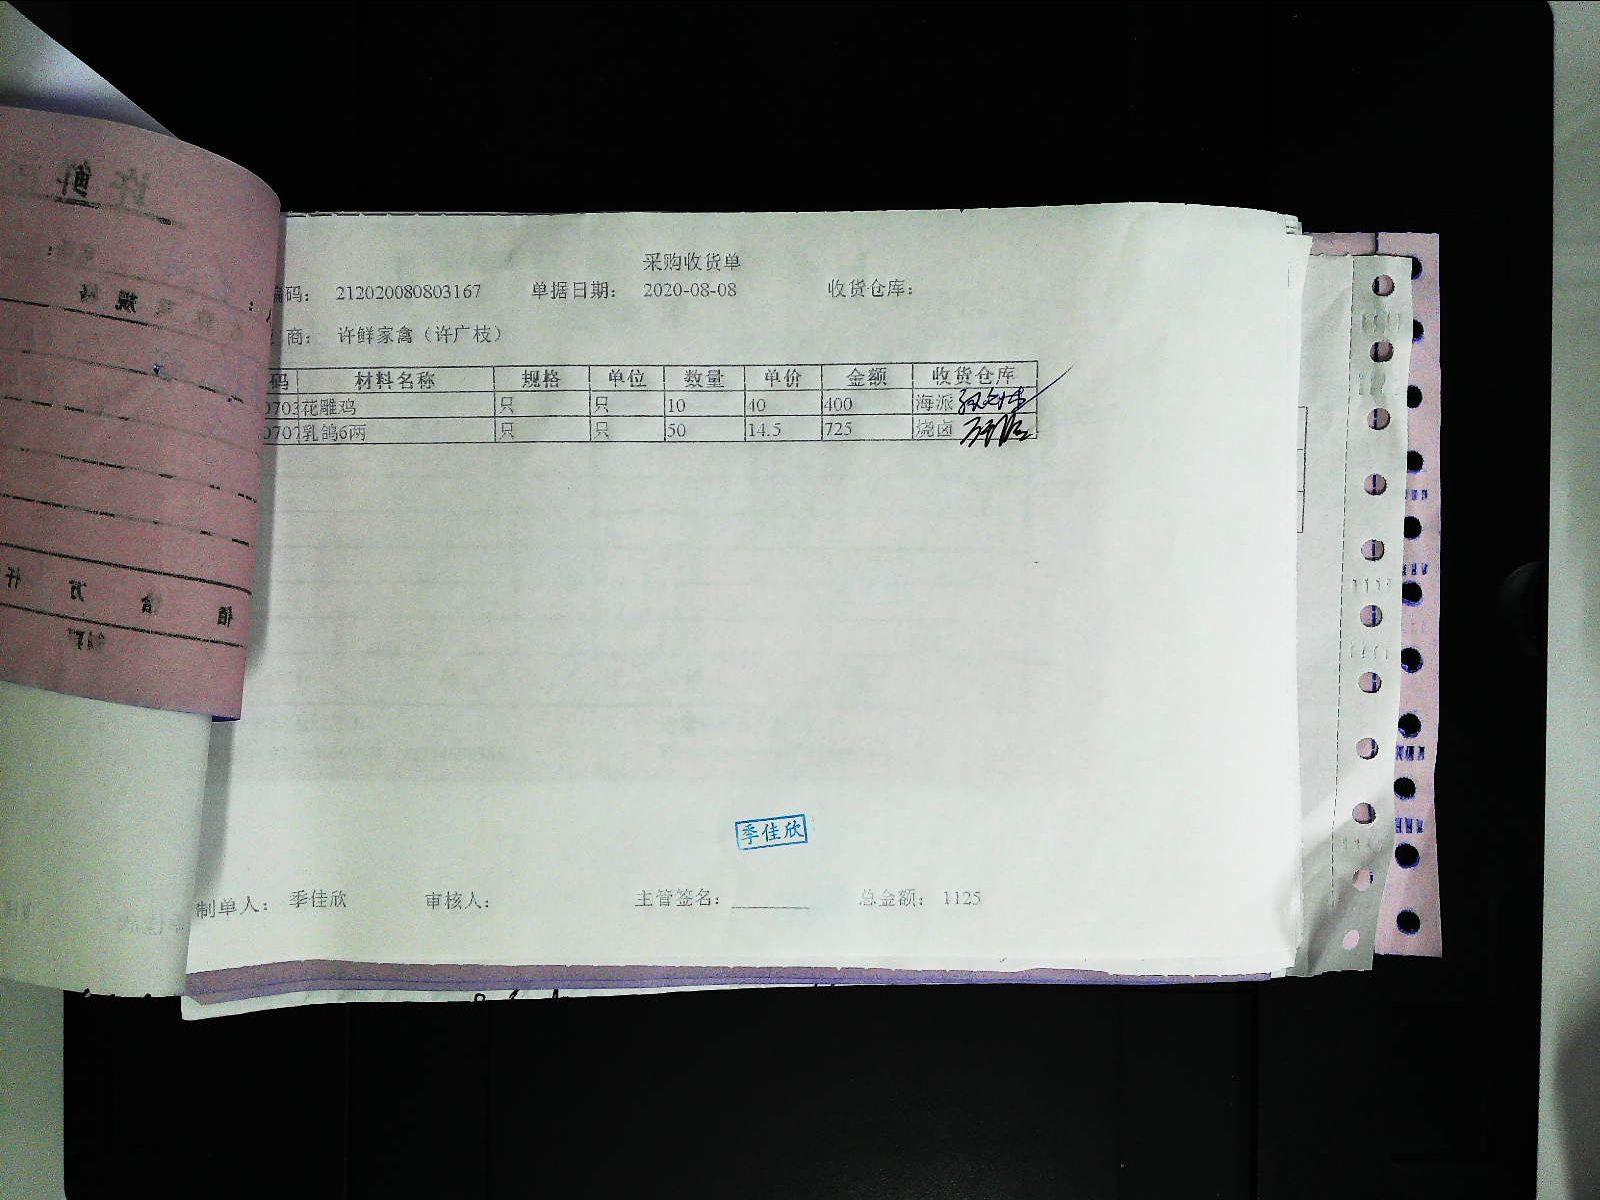 采购收货单
编码： 212020080803167 单据日期： 2020-08-08 收货仓库：
商： 许鲜家禽（许广枝）
码 材料名称 规格 单位 数量 单价 金额 收货仓库
0703 花雕鸡 只 只 10 40 400 海派
0707 乳鸽6两 只 只 50 14.5 725 烧卤
季佳欣
制单人： 季佳欣 审核人： 主管签名： 总金额： 1125